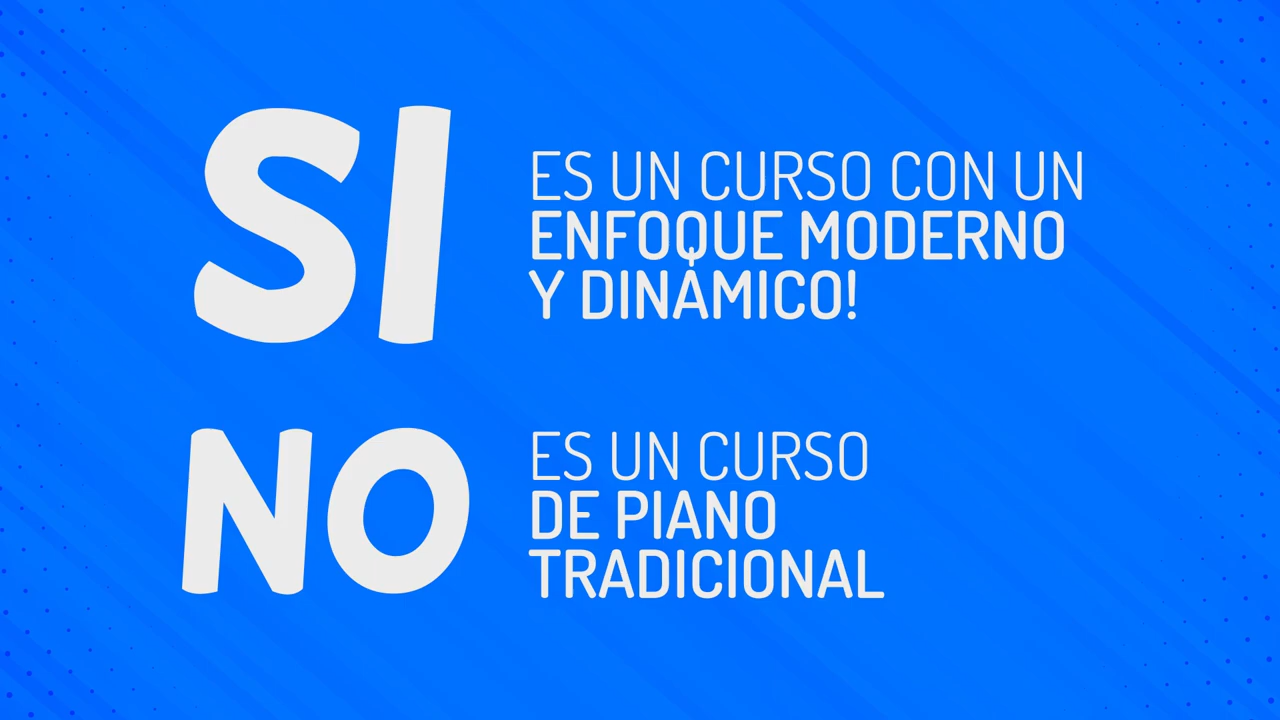 SI
ES UN CURSO CON UN
ENFOQUE MODERNO
Y DINÁMICO!
NO
ES UN CURSO
DE PIANO
TRADICIONAL